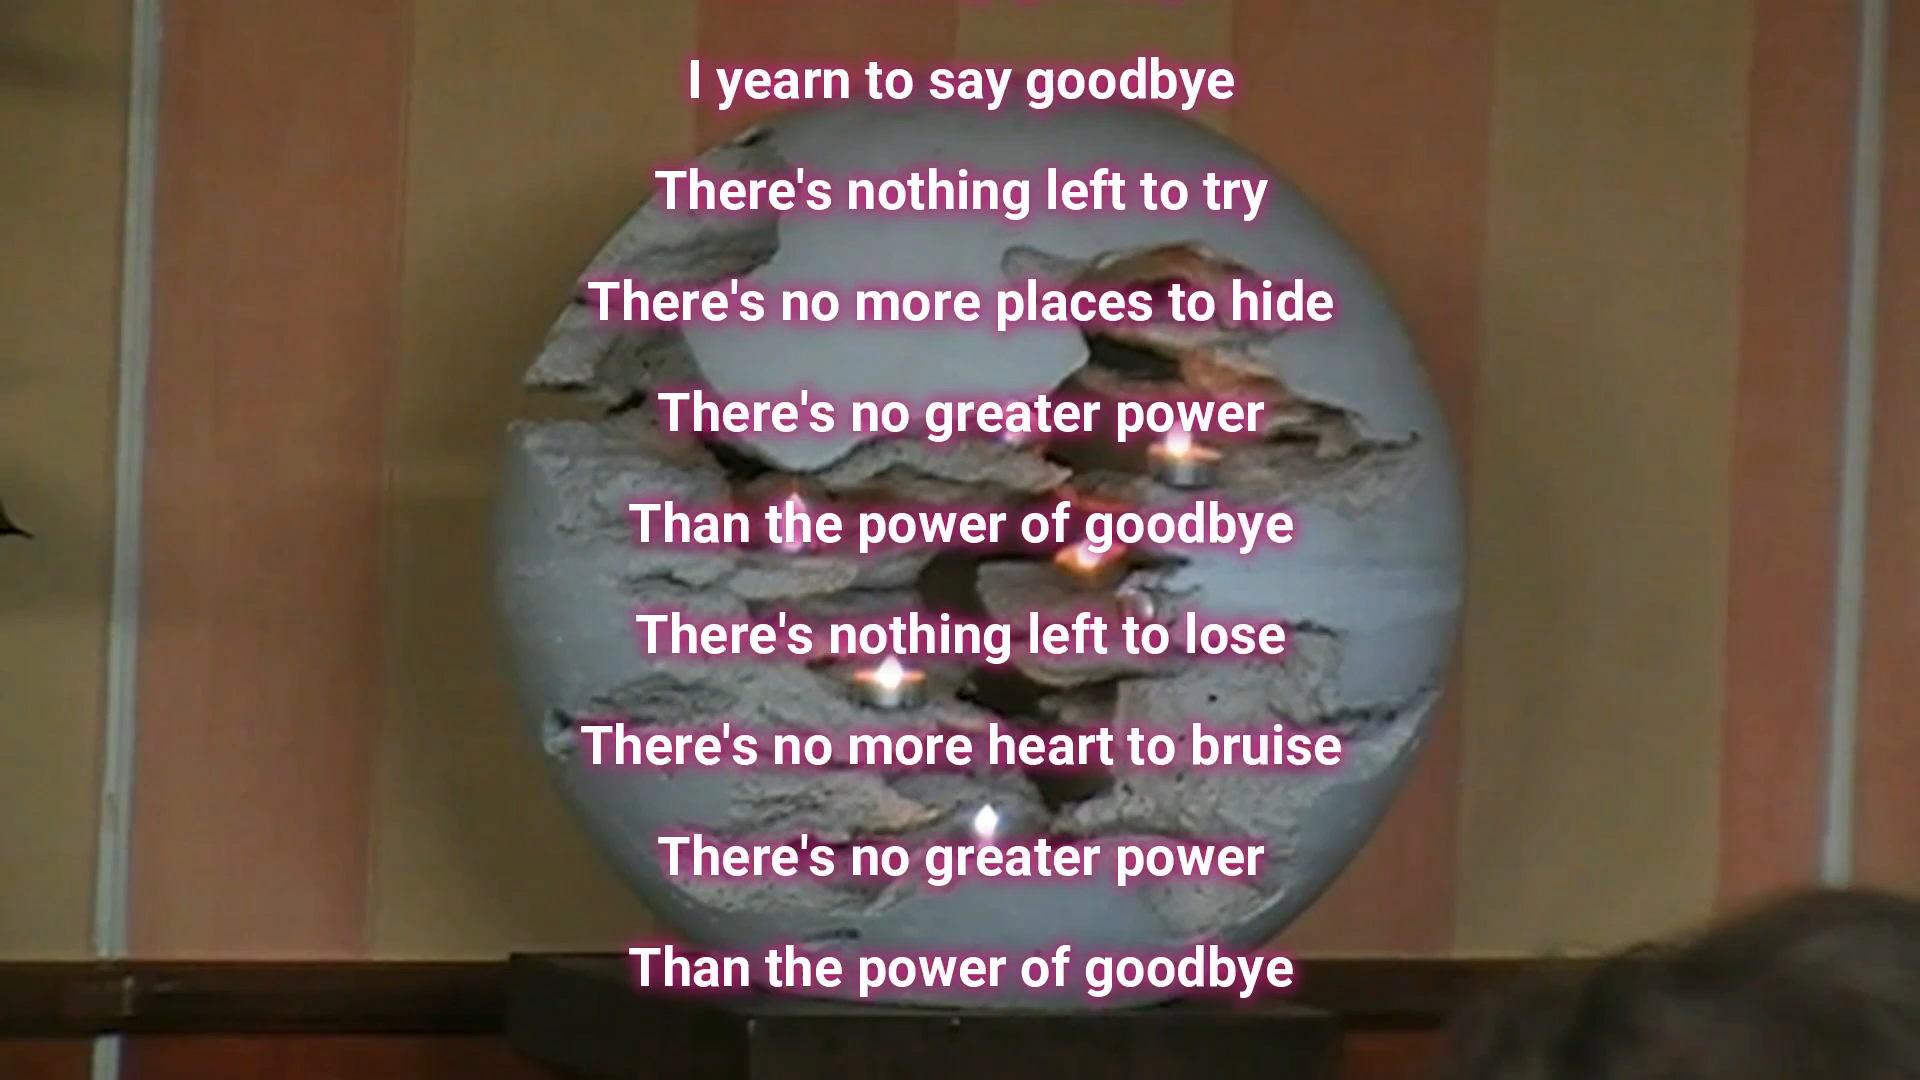 I yearn to say goodbye
There's nothing left to try
There's no more places to hide
There's no greater power
Than the power of goodbye
There's nothing left to lose
There's no more heart to bruise
There's no greater power
Than the power of goodbye